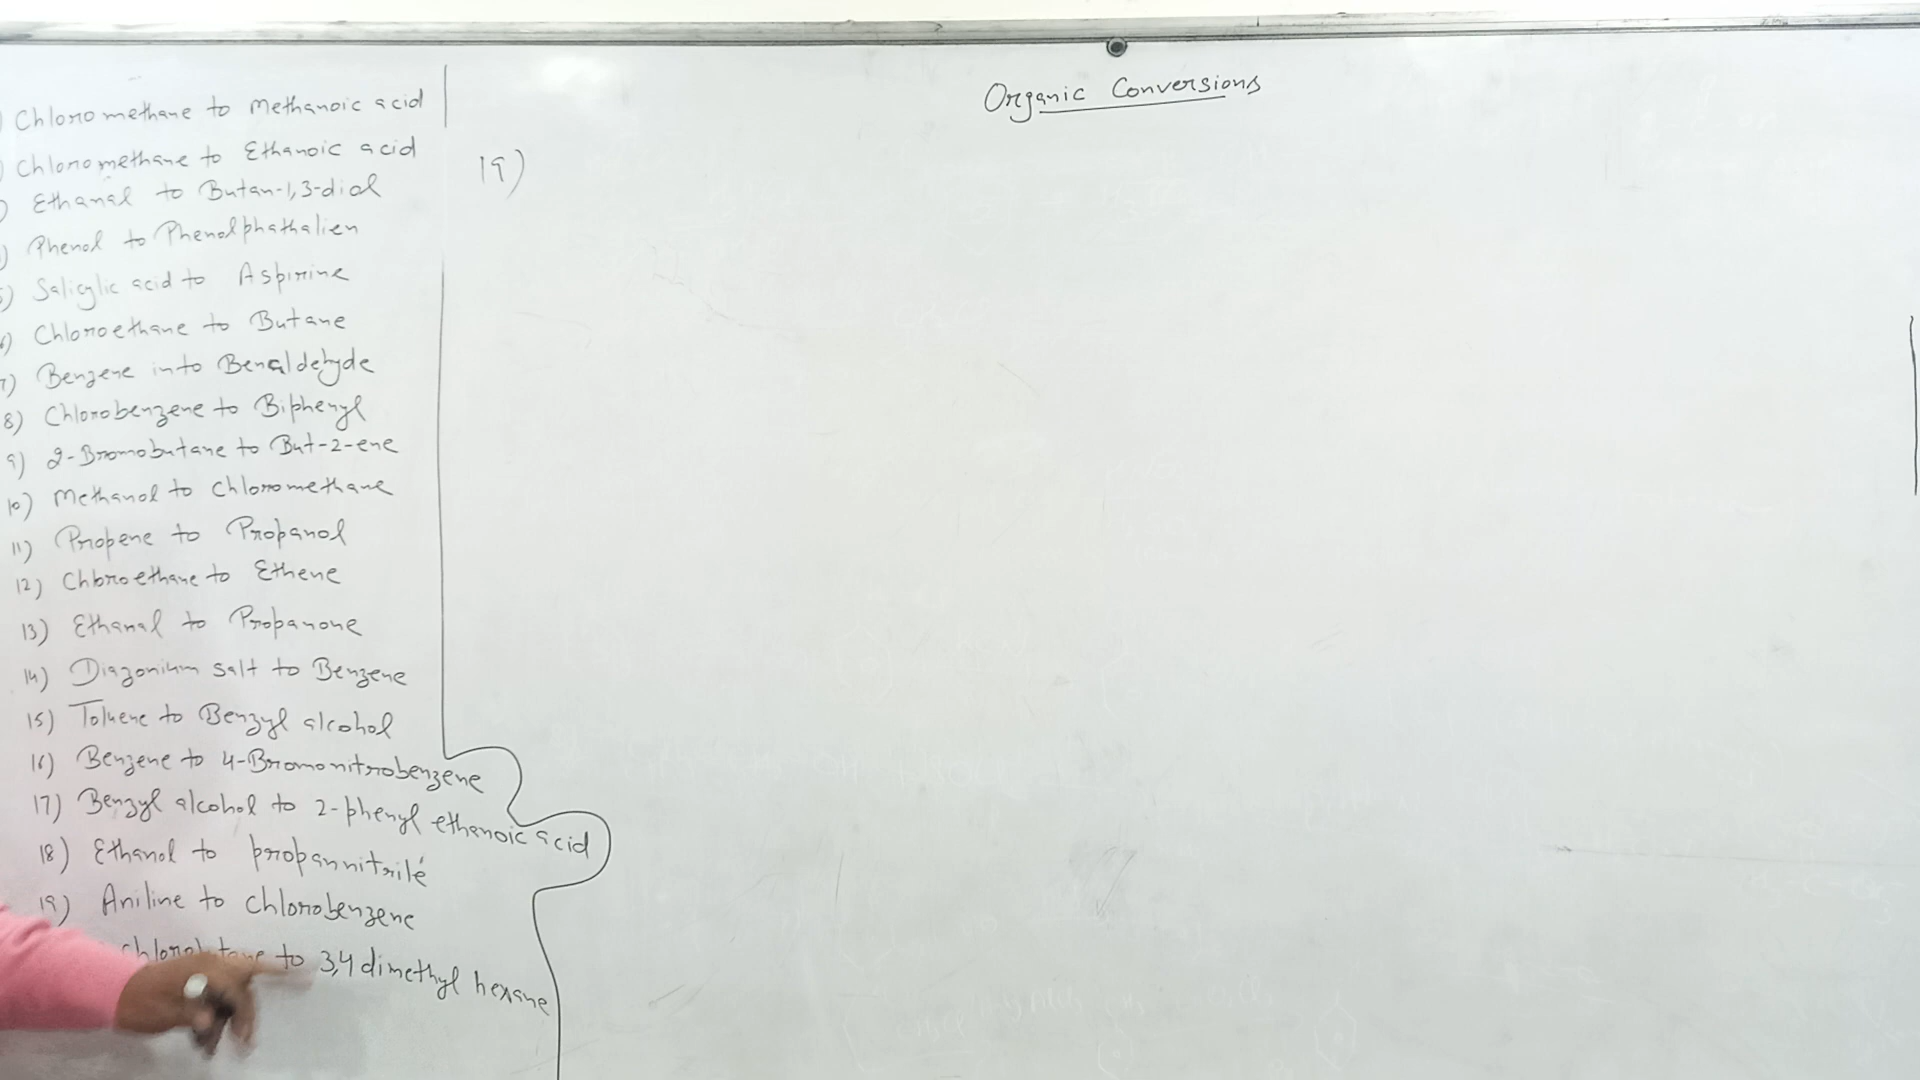 Organic Conversions
) Chloromethane to Methanoic acid
) Chloromethane to Ethanoic acid
) Ethanal to Butan-1,3-diol
) Phenol to Phenolphathalien
5) Salicylic acid to Aspirine
6) Chloroethane to Butane
7) Benzene into Benaldehyde
8) Chlorobenzene to Biphenyl
9) 2-Bromobutane to But-2-ene
10) Methanol to Chloromethane
11) Propene to Propanol
12) Chloroethane to Ethene
13) Ethanal to Propanone
14) Diazonium salt to Benzene
15) Toluene to Benzyl alcohol
16) Benzene to 4-Bromonitrobenzene
17) Benzyl alcohol to 2-phenyl ethanoic acid
18) Ethanol to propannitrile
19) Aniline to Chlorobenzene
to 3,4 dimethyl hexane
19)